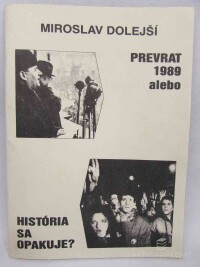 MIROSLAV DOLEJŠÍ
PREVRAT
1989
alebo
HISTÓRIA
SA
OPAKUJE?